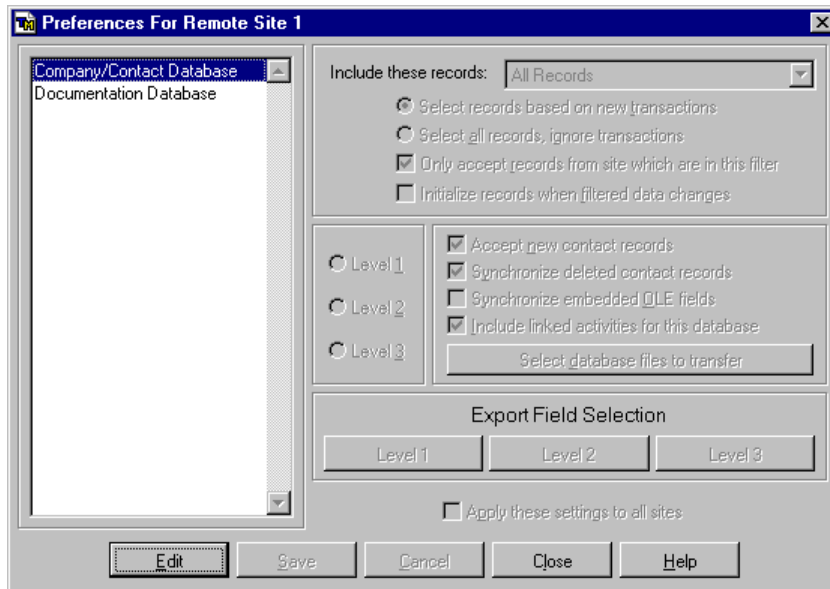 TM Preferences For Remote Site 1
Company/Contact Database
Documentation Database
Include these records: All Records
Select records based on new transactions
Select all records, ignore transactions
Only accept records from site which are in this filter
Initialize records when filtered data changes
Level 1
Level 2
Level 3
Accept new contact records
Synchronize deleted contact records
Synchronize embedded OLE fields
Include linked activities for this database
Select database files to transfer
Export Field Selection
Level 1 Level 2 Level 3
Apply these settings to all sites
Edit Save Cancel Close Help